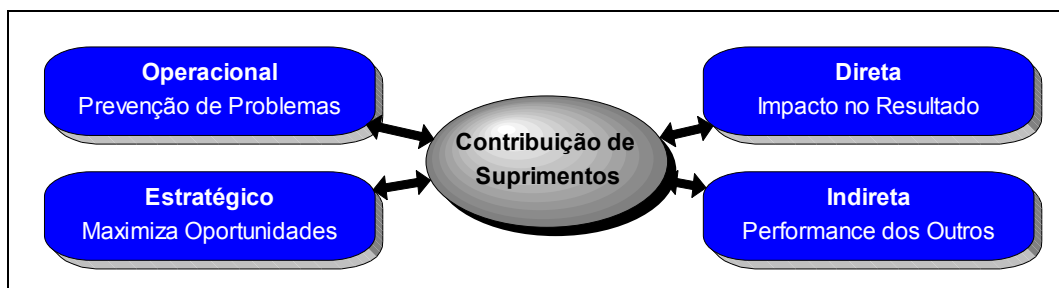 Operacional
Prevenção de Problemas
Estratégico
Maximiza Oportunidades
Contribuição de
Suprimentos
Direta
Impacto no Resultado
Indireta
Performance dos Outros